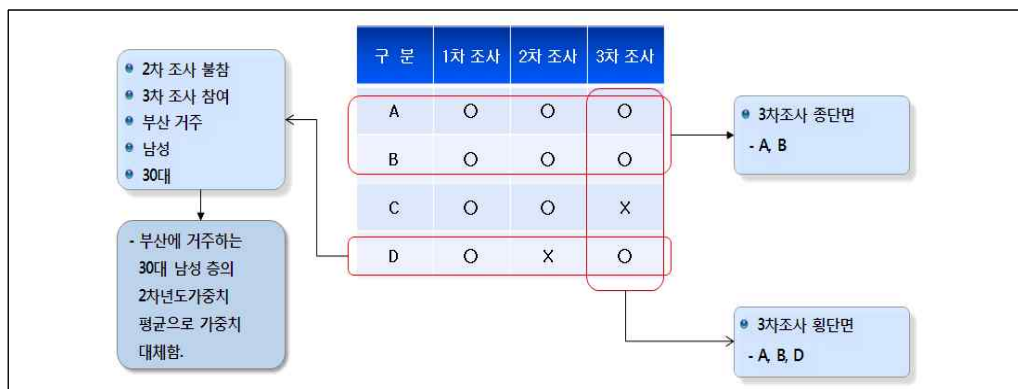 구 분 1차 조사 2차 조사 3차 조사
A O O O
B O O O
C O O X
D O X O
2차 조사 불참
3차 조사 참여
부산 거주
남성
30대
- 부산에 거주하는
30대 남성 층의
2차년도가중치
평균으로 가중치
대체함.
3차조사 종단면
- A, B
3차조사 횡단면
- A, B, D